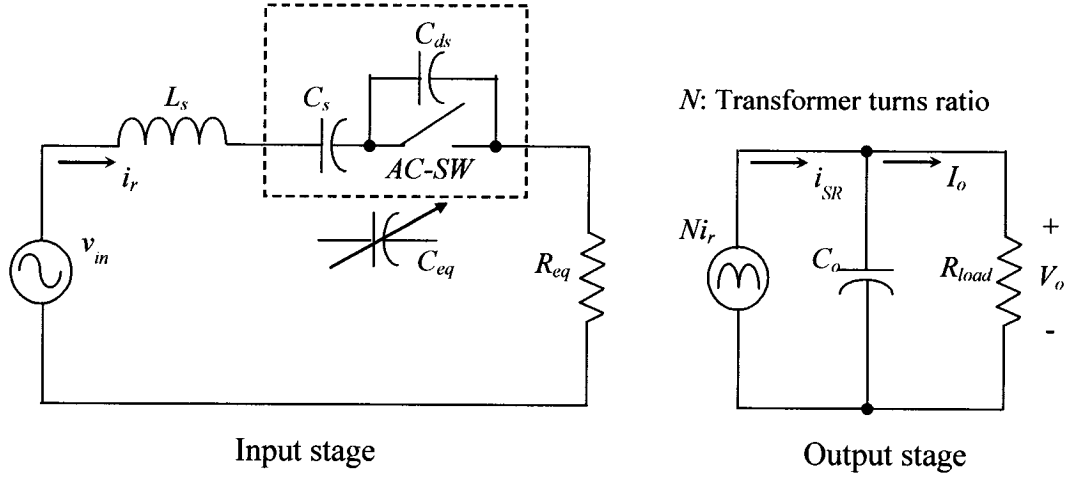 C_ds
L_s
C_s
AC-SW
i_r
v_in
C_eq
R_eq
Input stage
N: Transformer turns ratio
i_SR
I_o
Ni_r
C_o
R_load
+
V_o
-
Output stage